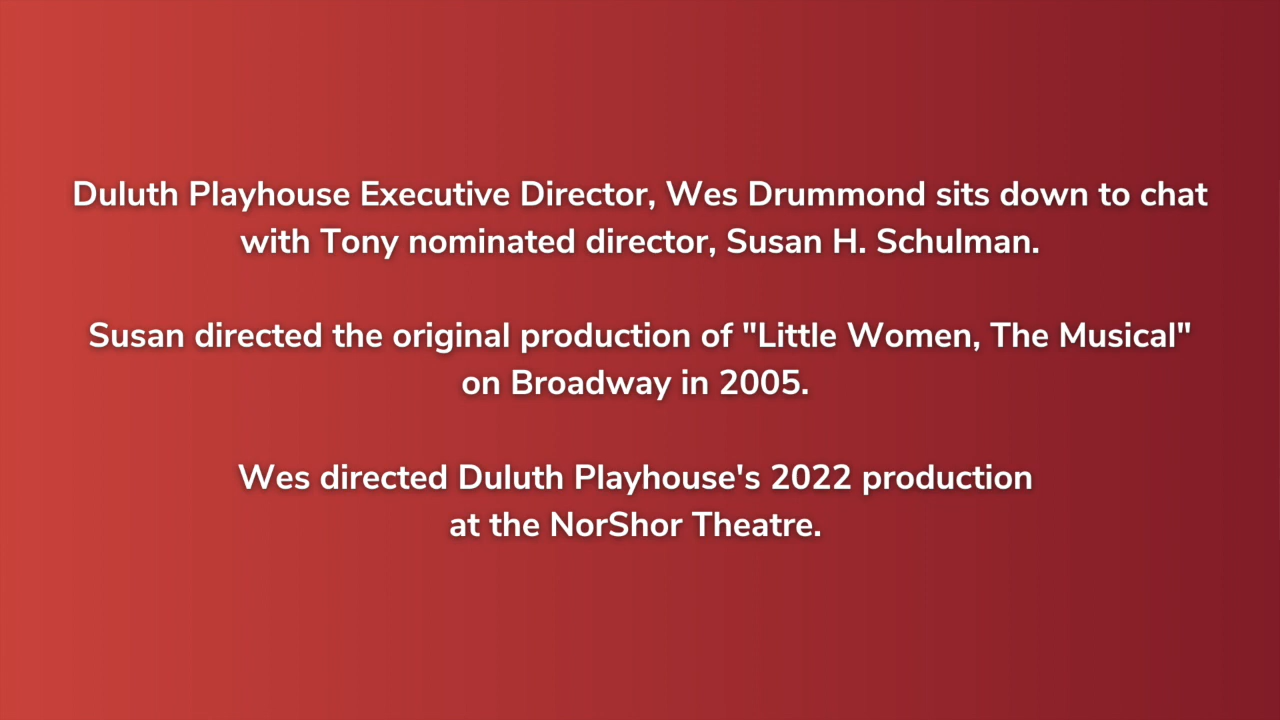 Duluth Playhouse Executive Director, Wes Drummond sits down to chat
with Tony nominated director, Susan H. Schulman.
Susan directed the original production of "Little Women, The Musical"
on Broadway in 2005.
Wes directed Duluth Playhouse's 2022 production
at the NorShor Theatre.